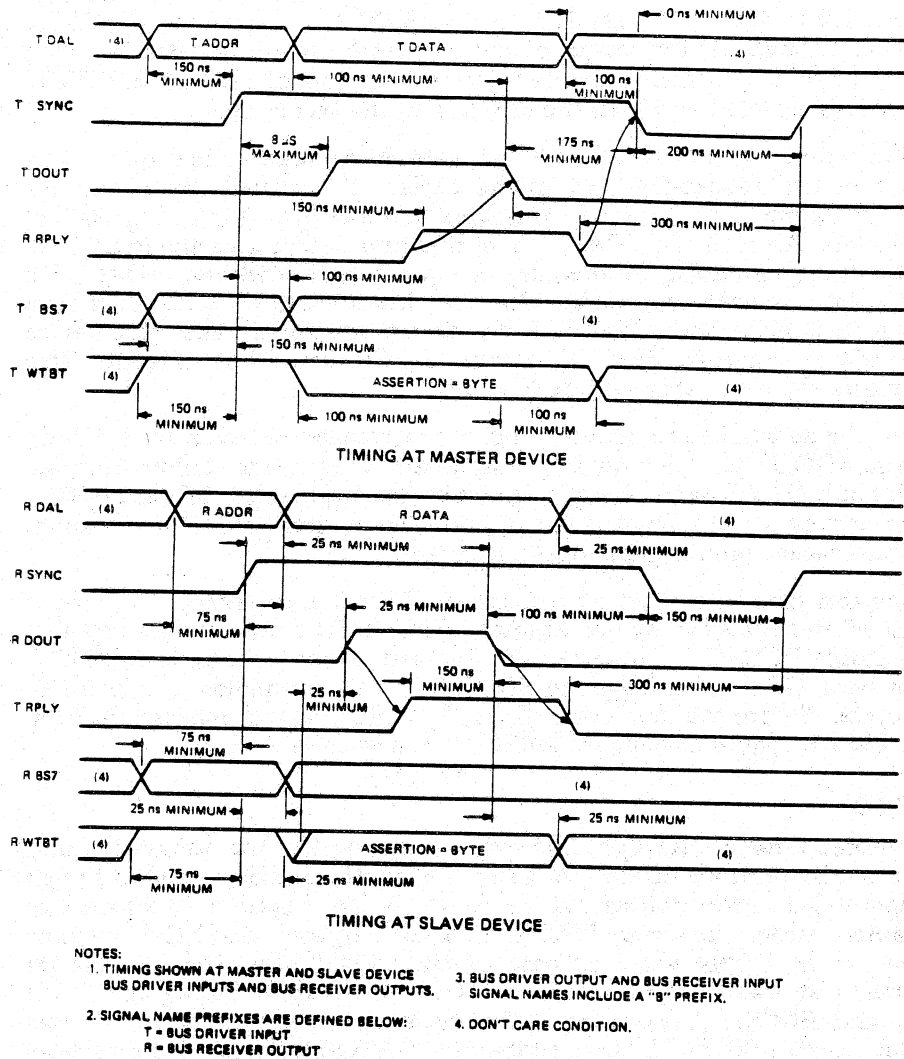 0 ns MINIMUM
T DAL (4) T ADDR T DATA (4)
150 ns MINIMUM
100 ns MINIMUM
100 ns MINIMUM
T SYNC
8 µS MAXIMUM
175 ns MINIMUM
200 ns MINIMUM
T DOUT
150 ns MINIMUM
300 ns MINIMUM
R RPLY
100 ns MINIMUM
T BS7 (4) (4)
150 ns MINIMUM
T WTBT (4) ASSERTION = BYTE (4)
150 ns MINIMUM
100 ns MINIMUM
100 ns MINIMUM
TIMING AT MASTER DEVICE
R DAL (4) R ADDR R DATA (4)
25 ns MINIMUM
25 ns MINIMUM
R SYNC
75 ns MINIMUM
25 ns MINIMUM
100 ns MINIMUM
150 ns MINIMUM
R DOUT
25 ns MINIMUM
150 ns MINIMUM
300 ns MINIMUM
T RPLY
75 ns MINIMUM
R BS7 (4) (4)
25 ns MINIMUM
25 ns MINIMUM
R WTBT (4) ASSERTION = BYTE (4)
75 ns MINIMUM
25 ns MINIMUM
TIMING AT SLAVE DEVICE
NOTES:
1. TIMING SHOWN AT MASTER AND SLAVE DEVICE
BUS DRIVER INPUTS AND BUS RECEIVER OUTPUTS.
2. SIGNAL NAME PREFIXES ARE DEFINED BELOW:
T = BUS DRIVER INPUT
R = BUS RECEIVER OUTPUT
3. BUS DRIVER OUTPUT AND BUS RECEIVER INPUT
SIGNAL NAMES INCLUDE A "B" PREFIX.
4. DON'T CARE CONDITION.